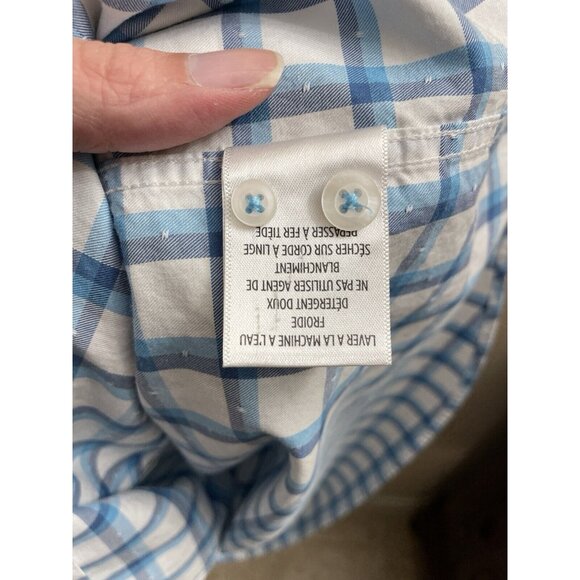 LAVER A LA MACHINE A L'EAU
FROIDE
DÉTERGENT DOUX
NE PAS UTILISER AGENT DE
BLANCHIMENT
SÉCHER SUR CORDE À LINGE
REPASSER À FER TIÈDE